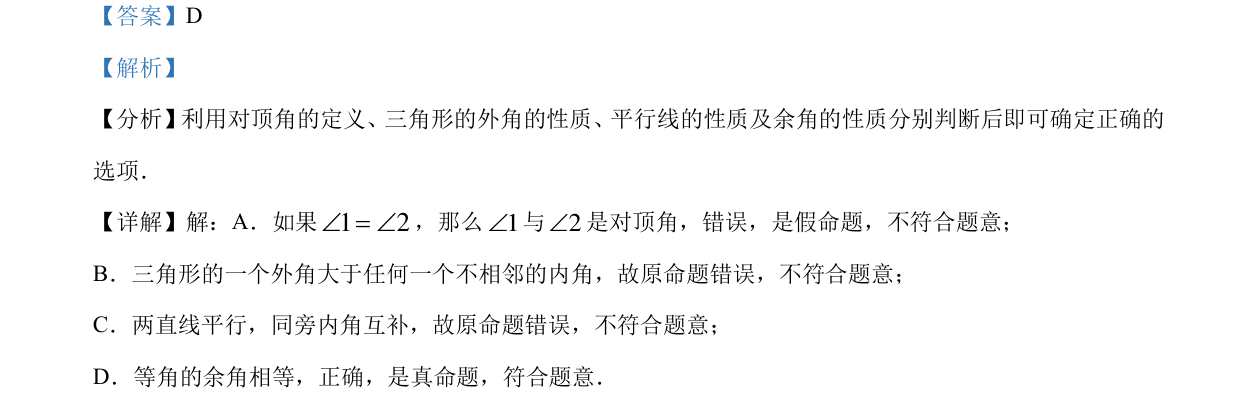 【答案】D
【解析】
【分析】利用对顶角的定义、三角形的外角的性质、平行线的性质及余角的性质分别判断后即可确定正确的
选项．
【详解】解：A．如果∠1=∠2，那么∠1与∠2是对顶角，错误，是假命题，不符合题意；
B．三角形的一个外角大于任何一个不相邻的内角，故原命题错误，不符合题意；
C．两直线平行，同旁内角互补，故原命题错误，不符合题意；
D．等角的余角相等，正确，是真命题，符合题意．